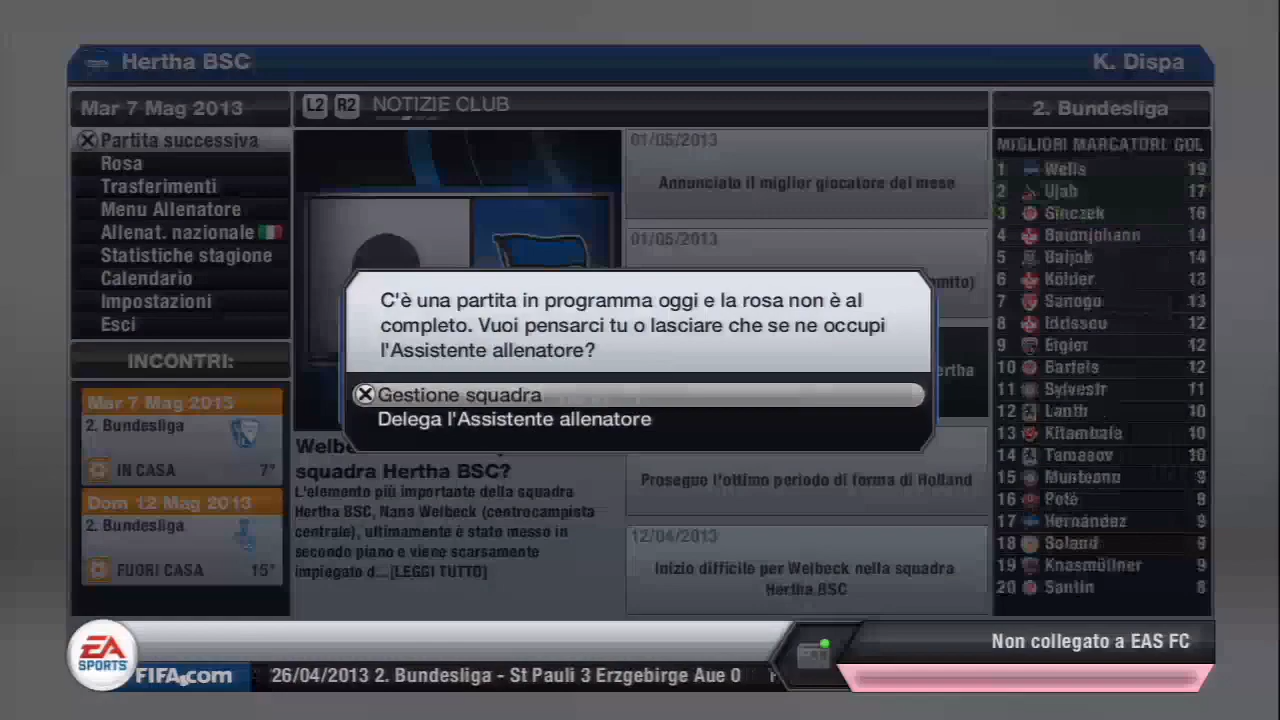 Hertha BSC
K. Dispa
Mar 7 Mag 2013
L2 R2 NOTIZIE CLUB
2. Bundesliga
Partita successiva
Rosa
Trasferimenti
Menu Allenatore
Allenat. nazionale
Statistiche stagione
Calendario
Impostazioni
Esci
INCONTRI:
Mar 7 Mag 2013
2. Bundesliga
IN CASA 7°
Dom 12 Mag 2013
2. Bundesliga
FUORI CASA 15°
C'è una partita in programma oggi e la rosa non è al
completo. Vuoi pensarci tu o lasciare che se ne occupi
l'Assistente allenatore?
Gestione squadra
Delega l'Assistente allenatore
squadra Hertha BSC?
L'elemento più importante della squadra
Hertha BSC, Nana Welbeck (centrocampista
centrale), ultimamente è stato messo in
secondo piano e viene scarsamente
impiegato d...[LEGGI TUTTO]
01/05/2013
Annunciato il miglior giocatore del mese
01/05/2013
Prosegue l'ottimo periodo di forma di Holland
12/04/2013
Inizio difficile per Welbeck nella squadra
Hertha BSC
MIGLIORI MARCATORI GOL
1 Wells 19
2 Ujah 17
3 Ginczek 16
4 Baumjohann 14
5 14
6 Köhler 13
7 Sanogo 13
8 Idrissou 12
9 Eigler 12
10 Bartels 12
11 Sylvestr 11
12 Lanth 10
13 10
14 Tamasov 10
15 Munteanu 9
16 Poté 9
17 Hernández 9
18 Soland 9
19 Knasmüllner 9
20 Santin 8
EA
SPORTS
FIFA.com
26/04/2013 2. Bundesliga - St Pauli 3 Erzgebirge Aue 0
Non collegato a EAS FC